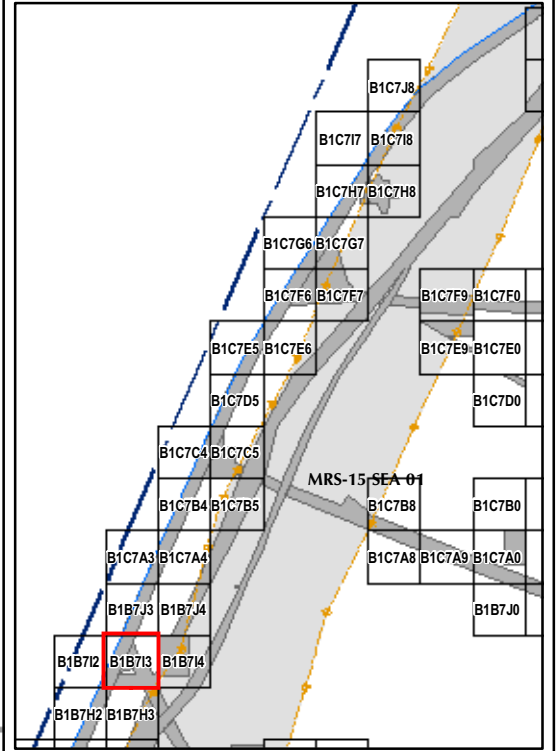 B1C7J8
B1C7I7 B1C7I8
B1C7H7 B1C7H8
B1C7G6 B1C7G7
B1C7F6 B1C7F7 B1C7F9 B1C7F0
B1C7E5 B1C7E6 B1C7E9 B1C7E0
B1C7D5 B1C7D0
B1C7C4 B1C7C5
MRS-15 SEA 01
B1C7B4 B1C7B5 B1C7B8 B1C7B0
B1C7A3 B1C7A4 B1C7A8 B1C7A9 B1C7A0
B1B7J3 B1B7J4 B1B7J0
B1B7I2 B1B7I3 B1B7I4
B1B7H2 B1B7H3